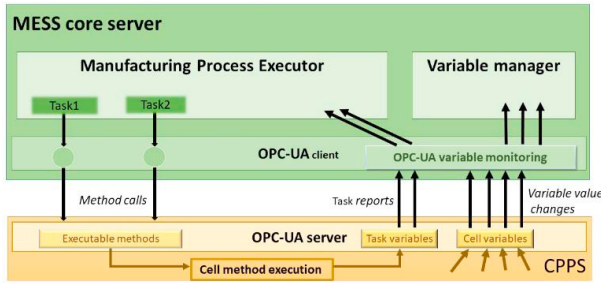 MESS core server
Manufacturing Process Executor
Variable manager
Task1
Task2
OPC-UA client
OPC-UA variable monitoring
Method calls
Task reports
Variable value
changes
Executable methods
OPC-UA server
Task variables
Cell variables
Cell method execution
CPPS